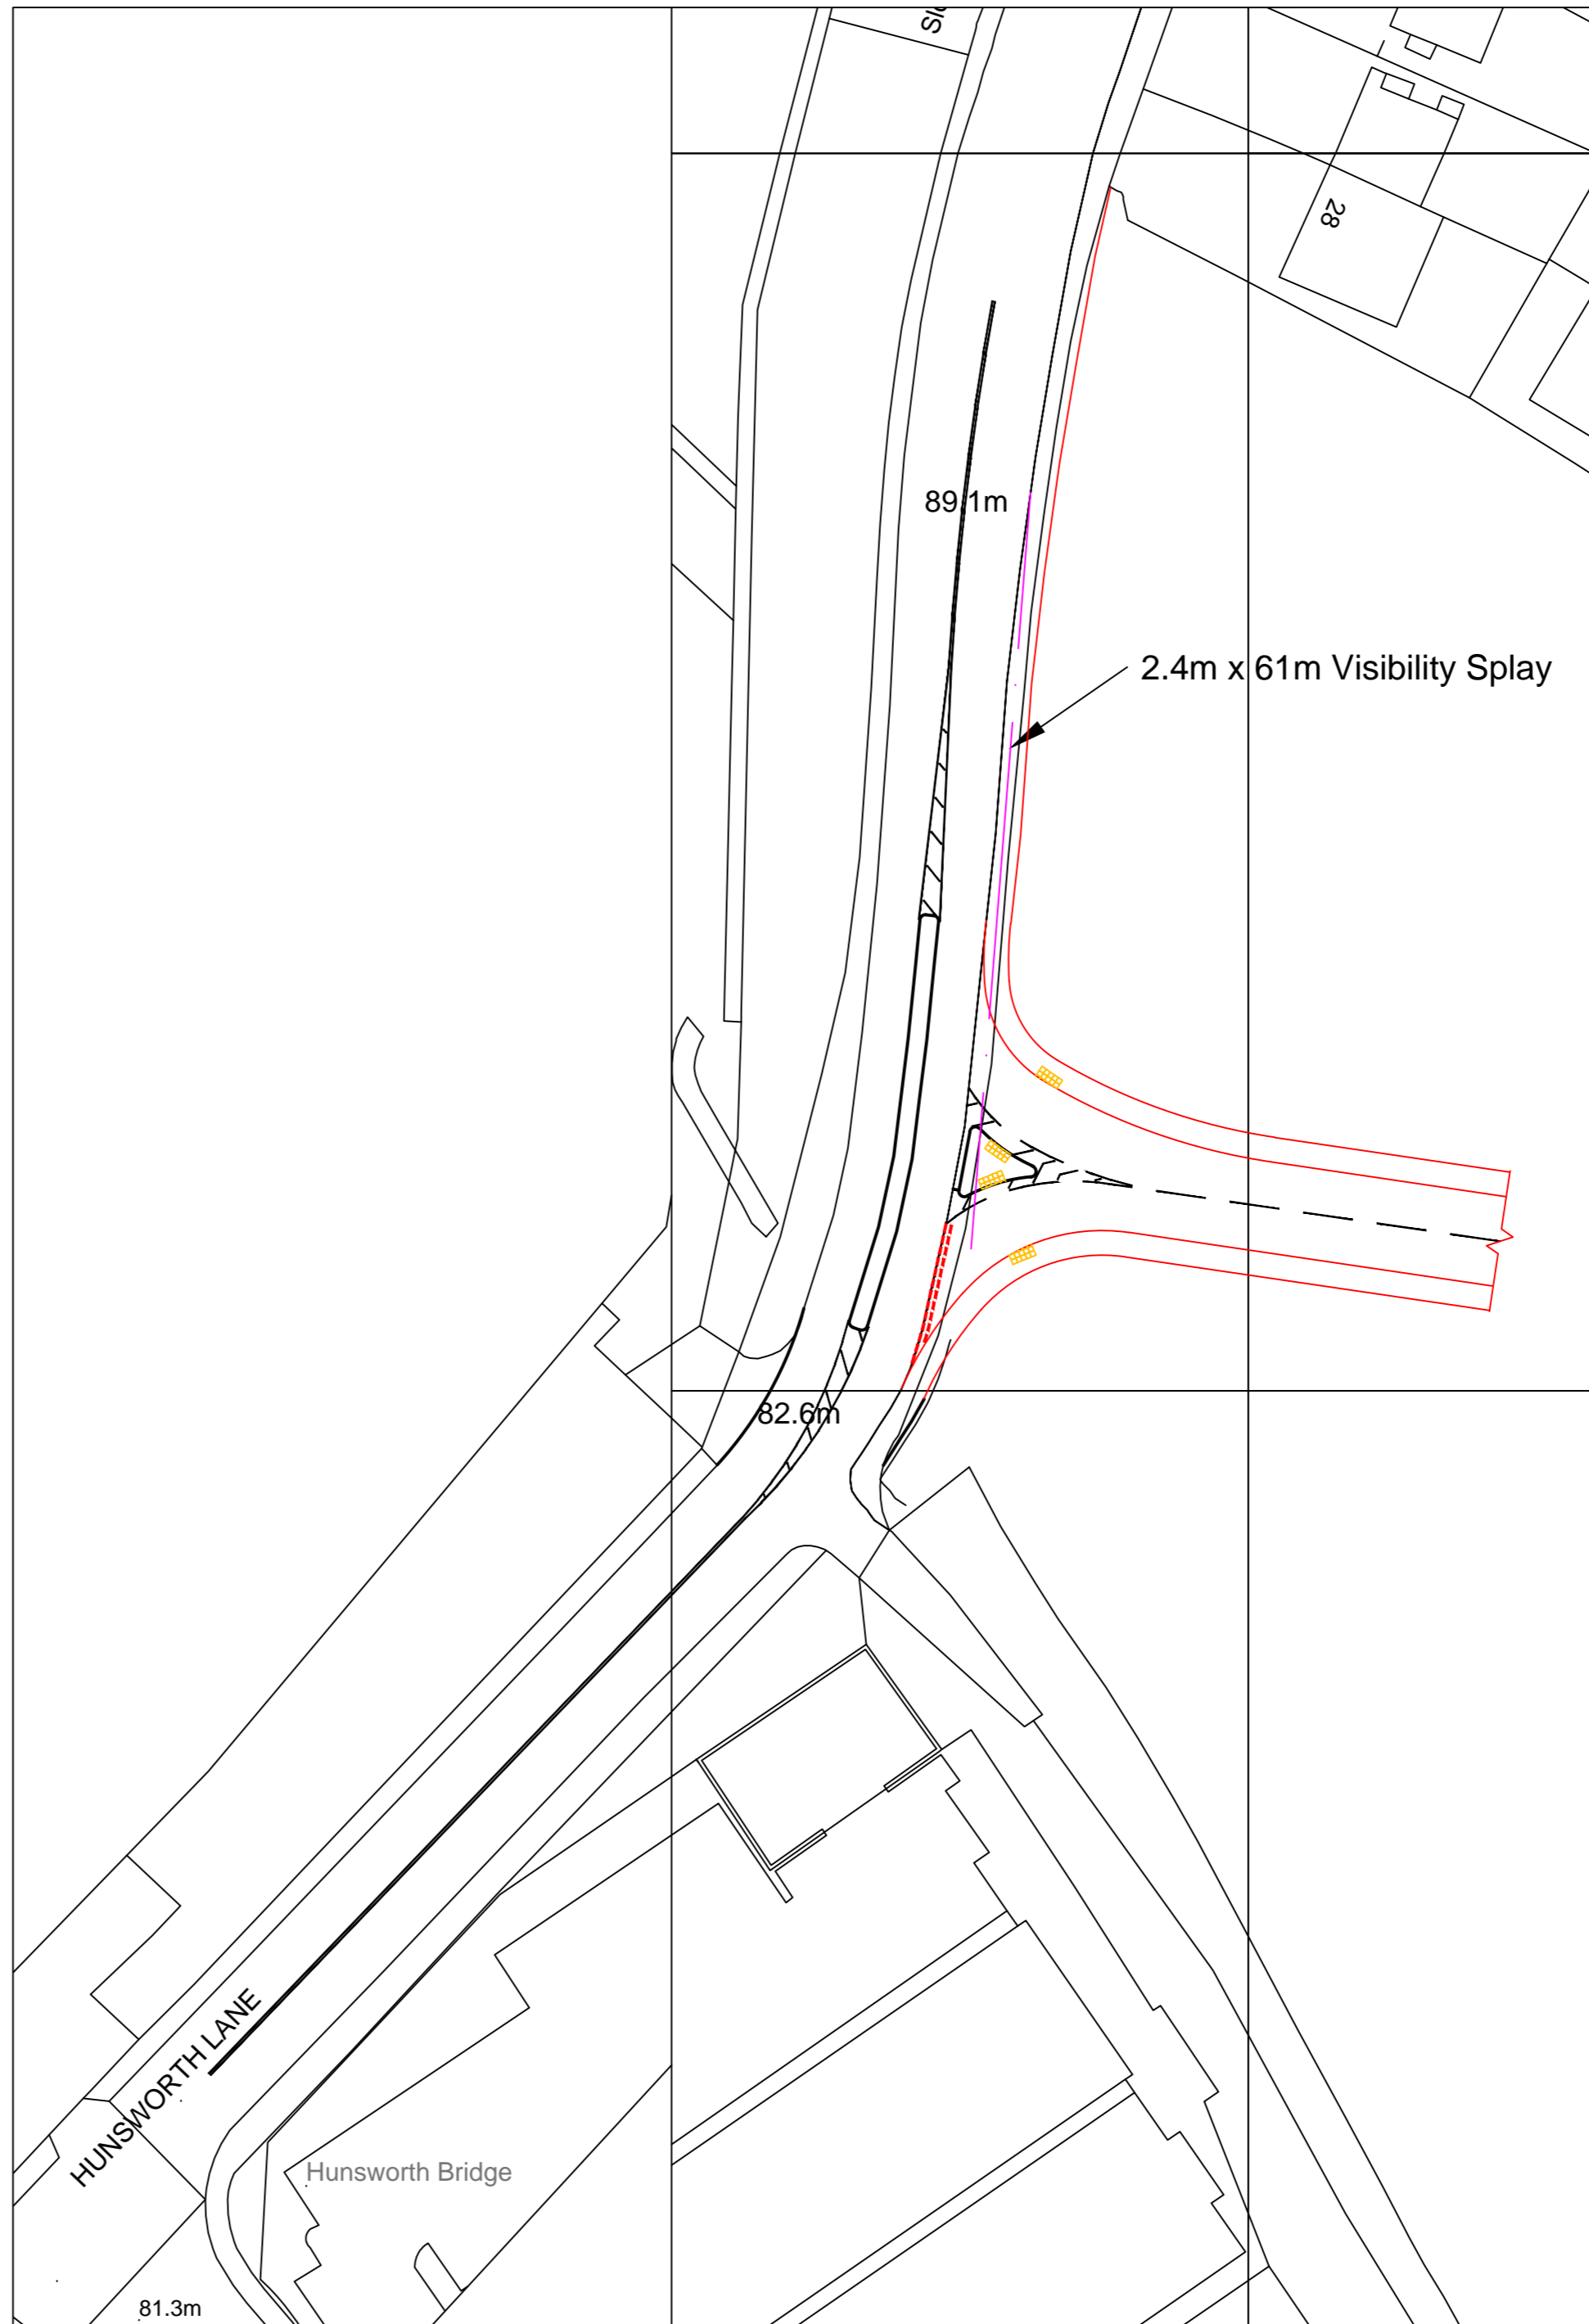 28
89.1m
2.4m x 61m Visibility Splay
82.6m
HUNSWORTH LANE
Hunsworth Bridge
81.3m